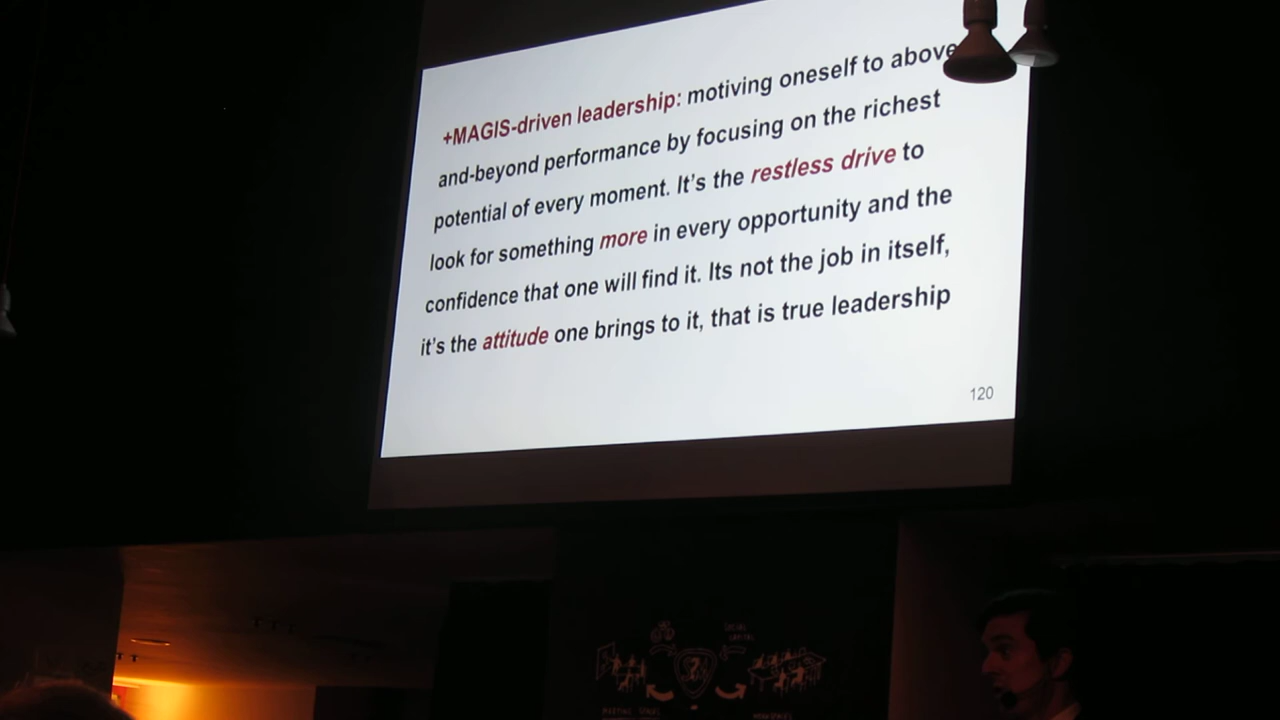 +MAGIS-driven leadership: motiving oneself to above
and-beyond performance by focusing on the richest
potential of every moment. It's the restless drive to
look for something more in every opportunity and the
confidence that one will find it. Its not the job in itself,
it's the attitude one brings to it, that is true leadership
120